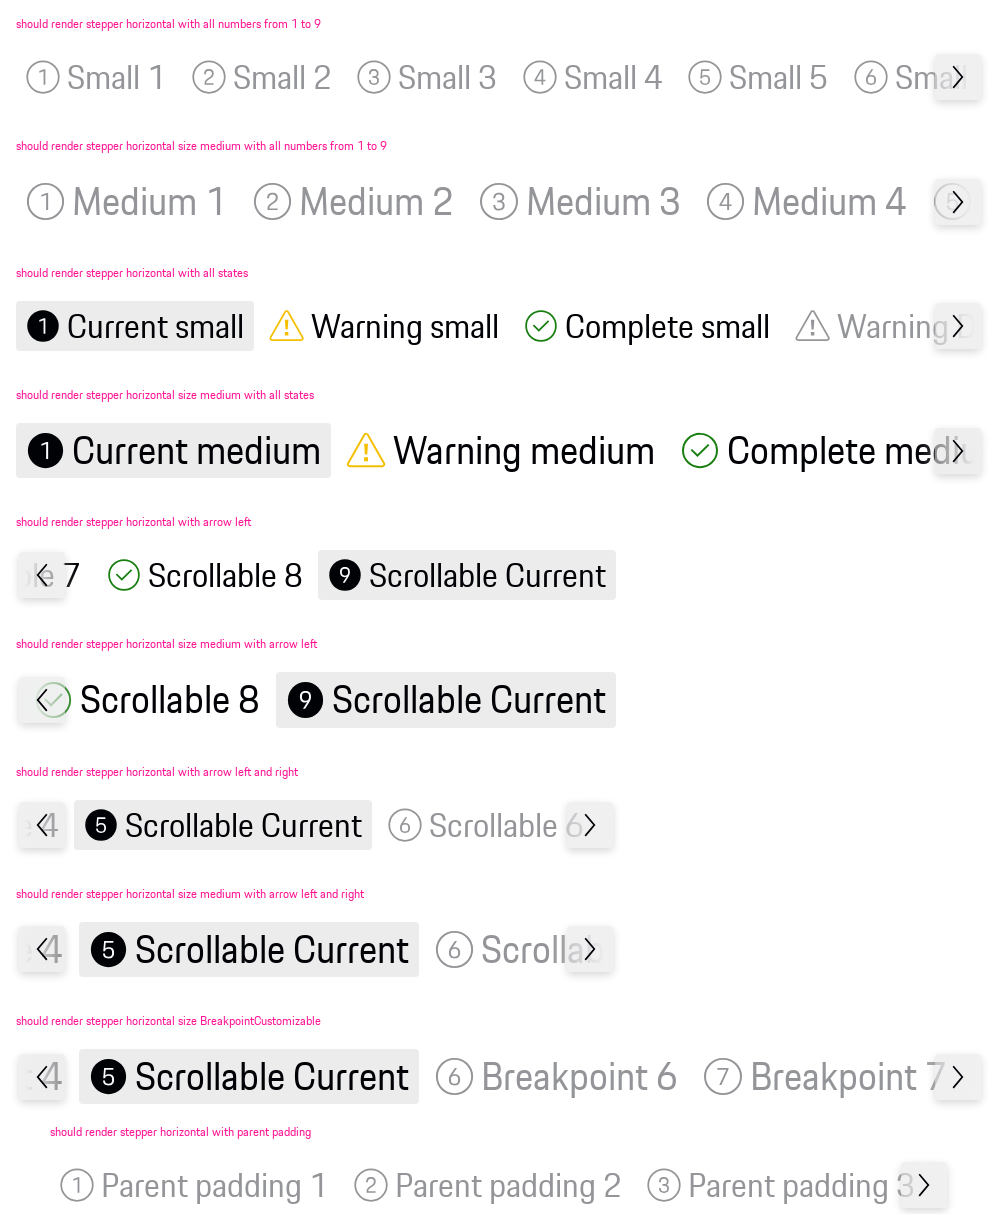 should render stepper horizontal with all numbers from 1 to 9
1 Small 1 2 Small 2 3 Small 3 4 Small 4 5 Small 5 6 Small
should render stepper horizontal size medium with all numbers from 1 to 9
1 Medium 1 2 Medium 2 3 Medium 3 4 Medium 4 5
should render stepper horizontal with all states
1 Current small Warning small Complete small Warning D
should render stepper horizontal size medium with all states
1 Current medium Warning medium Complete mediu
should render stepper horizontal with arrow left
ble 7 Scrollable 8 9 Scrollable Current
should render stepper horizontal size medium with arrow left
Scrollable 8 9 Scrollable Current
should render stepper horizontal with arrow left and right
e 4 5 Scrollable Current 6 Scrollable 6
should render stepper horizontal size medium with arrow left and right
e 4 5 Scrollable Current 6 Scrollab
should render stepper horizontal size BreakpointCustomizable
4 5 Scrollable Current 6 Breakpoint 6 7 Breakpoint 7
should render stepper horizontal with parent padding
1 Parent padding 1 2 Parent padding 2 3 Parent padding 3